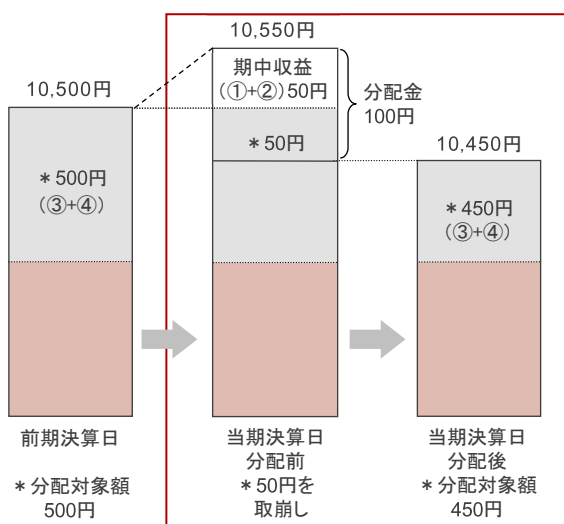 10,550円
期中収益
(①+②)50円
分配金
100円
10,500円
10,450円
＊50円
＊500円
(③+④)
＊450円
(③+④)
前期決算日
＊分配対象額
500円
当期決算日
分配前
＊50円を
取崩し
当期決算日
分配後
＊分配対象額
450円